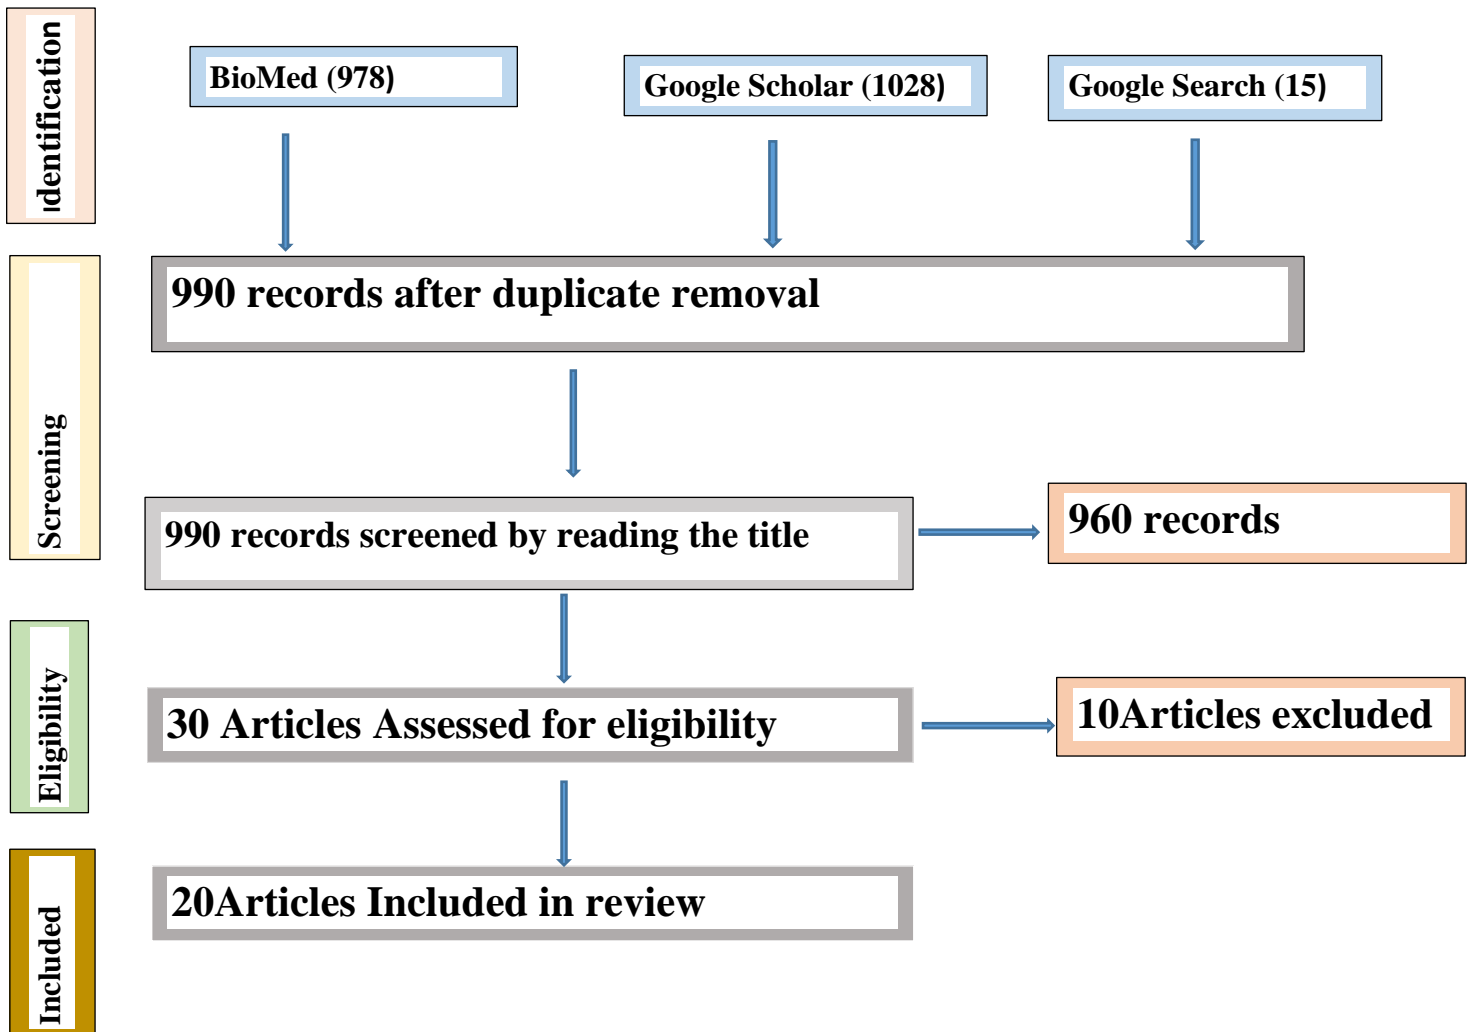 Identification
BioMed (978)
Google Scholar (1028)
Google Search (15)
Screening
990 records after duplicate removal
990 records screened by reading the title
960 records
Eligibility
30 Articles Assessed for eligibility
10Articles excluded
Included
20Articles Included in review